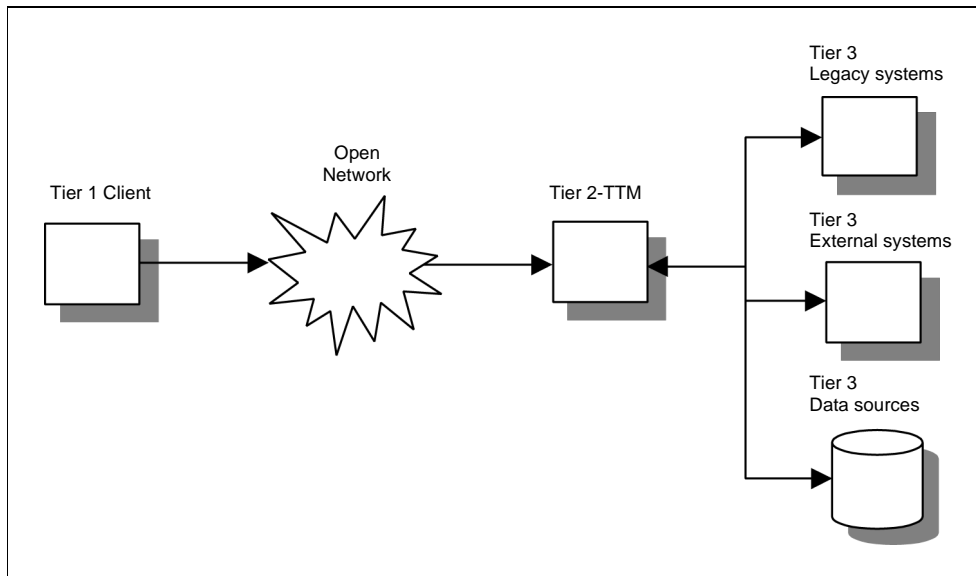 Tier 1 Client
Open
Network
Tier 2-TTM
Tier 3
Legacy systems
Tier 3
External systems
Tier 3
Data sources